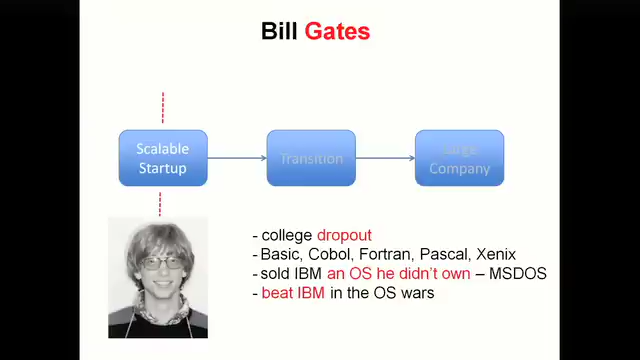 Bill Gates
Scalable
Startup
Transition
Large
Company
- college dropout
- Basic, Cobol, Fortran, Pascal, Xenix
- sold IBM an OS he didn't own – MSDOS
- beat IBM in the OS wars